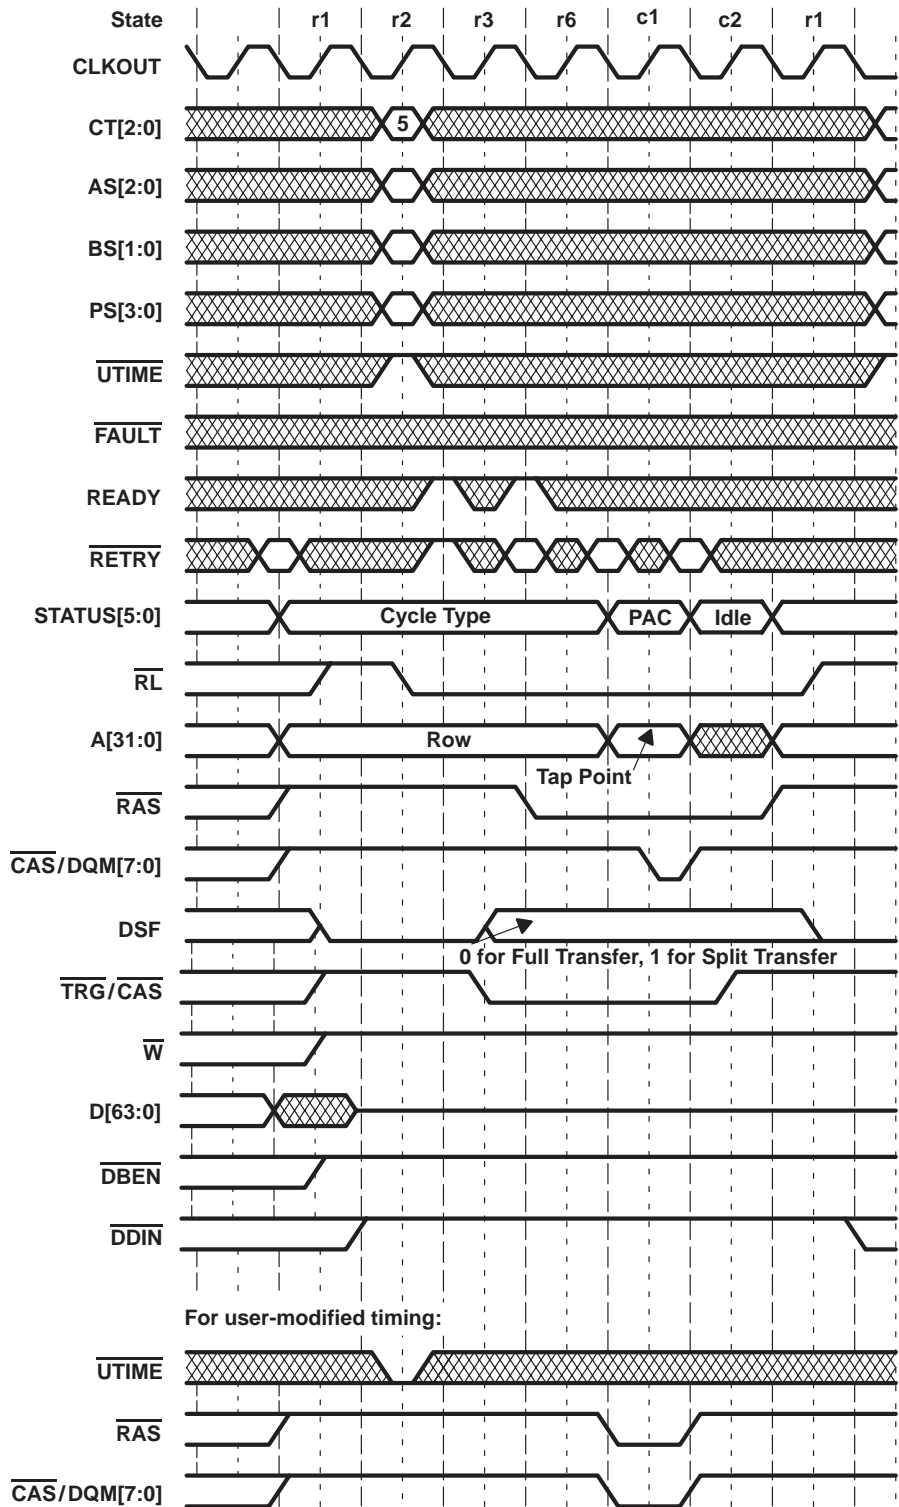 State r1 r2 r3 r6 c1 c2 r1
CLKOUT
CT[2:0] 5
AS[2:0]
BS[1:0]
PS[3:0]
UTIME
FAULT
READY
RETRY
STATUS[5:0] Cycle Type PAC Idle
RL
A[31:0] Row
Tap Point
RAS
CAS/DQM[7:0]
DSF
0 for Full Transfer, 1 for Split Transfer
TRG/CAS
W
D[63:0]
DBEN
DDIN
For user-modified timing:
UTIME
RAS
CAS/DQM[7:0]